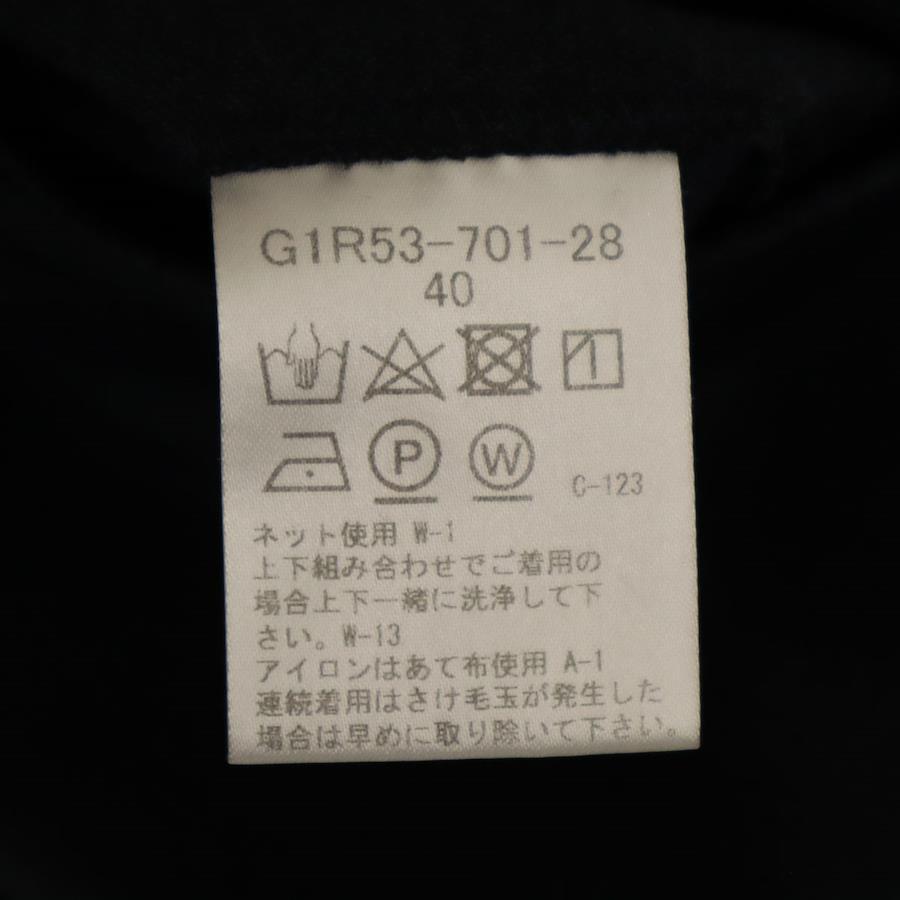 G1R53-701-28
40
P W C-123
ネット使用 W-1
上下組み合わせでご着用の
場合上下一緒に洗浄して下
さい。W-13
アイロンはあて布使用 A-1
連続着用はさけ毛玉が発生した
場合は早めに取り除いて下さい。